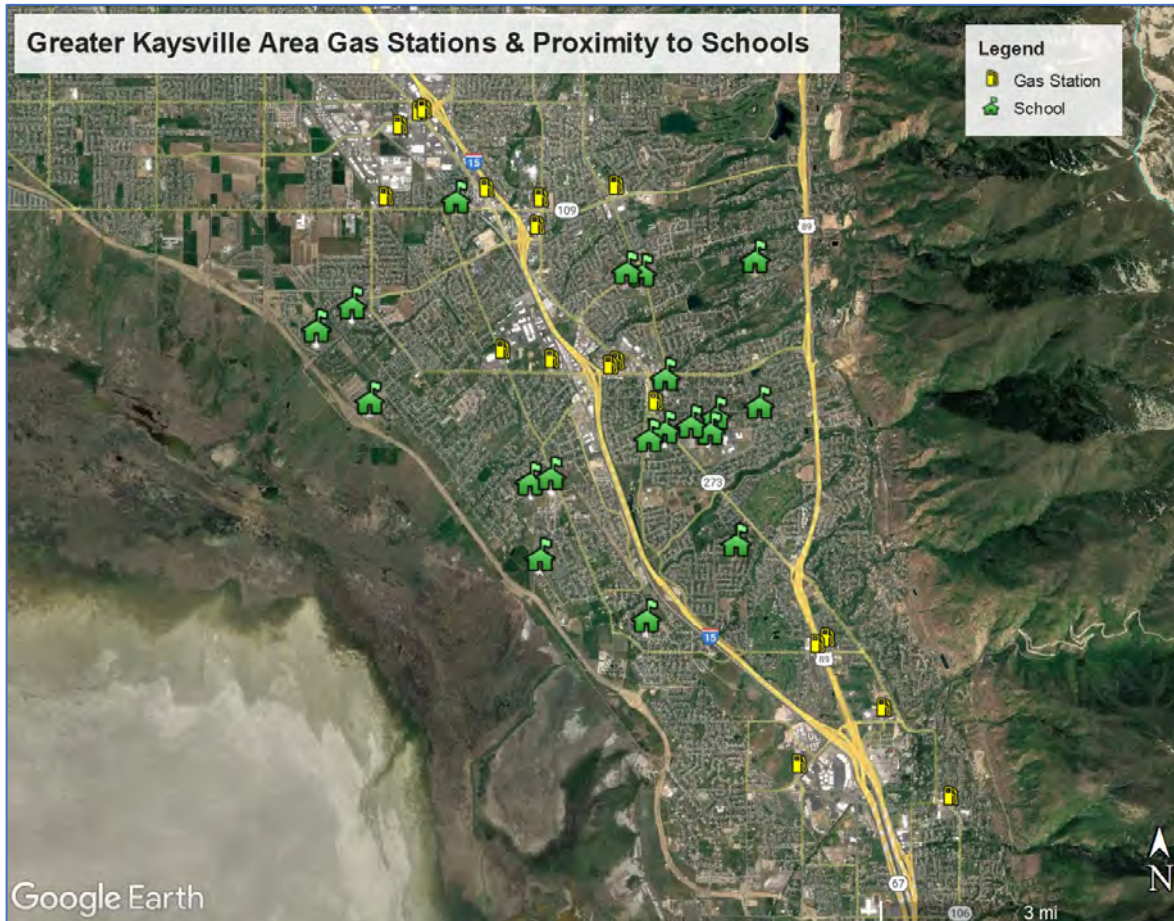 Greater Kaysville Area Gas Stations & Proximity to Schools
Legend
Gas Station
School
15
109
89
273
15
89
67
106
Google Earth
3 mi
N